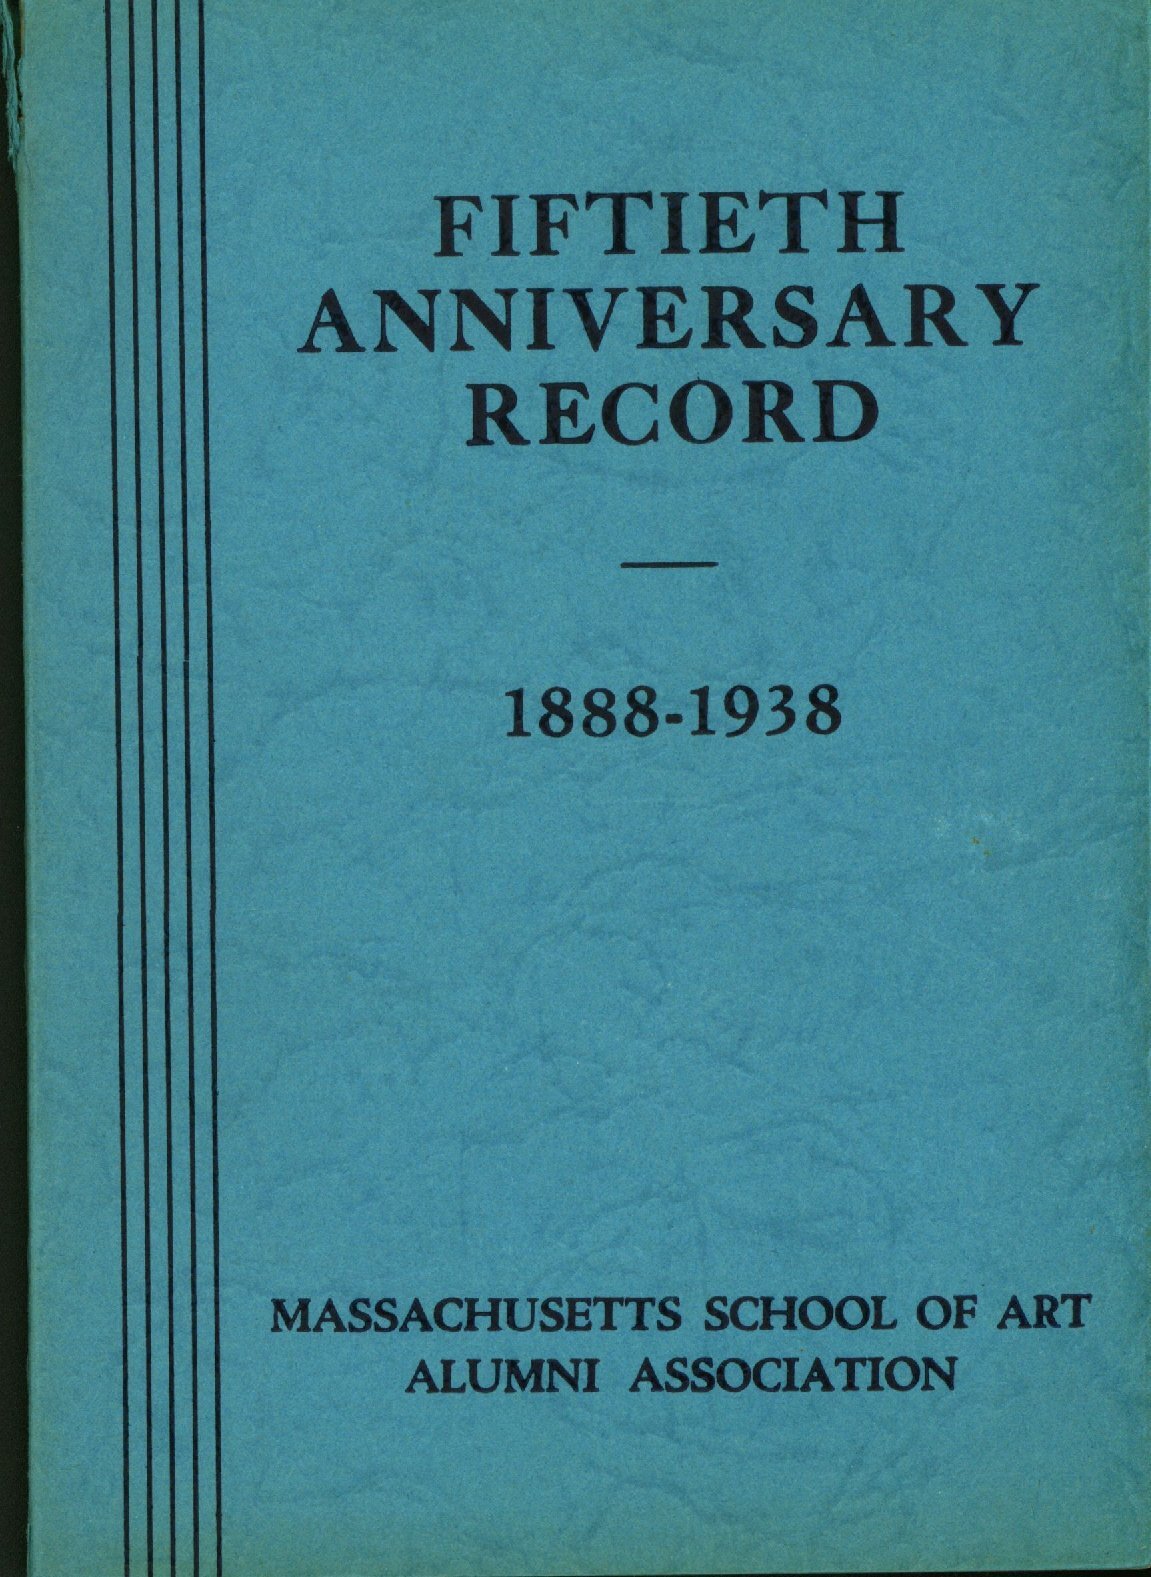 FIFTIETH
ANNIVERSARY
RECORD
1888-1938
MASSACHUSETTS SCHOOL OF ART
ALUMNI ASSOCIATION